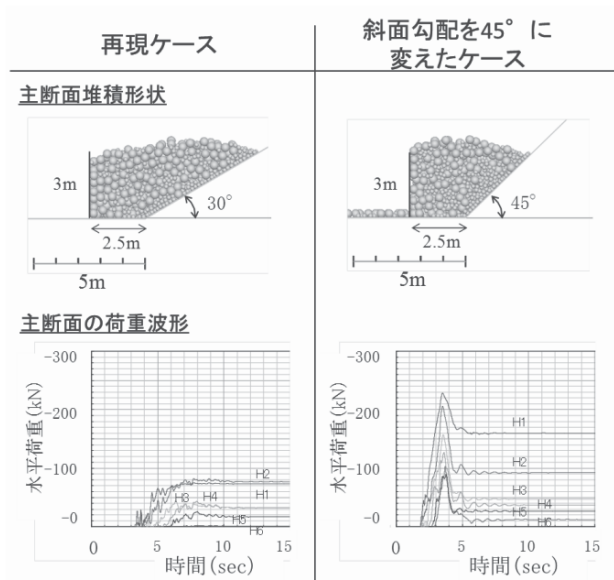 再現ケース
斜面勾配を45°に
変えたケース
主断面堆積形状
3m
30°
2.5m
5m
3m
45°
2.5m
5m
主断面の荷重波形
水平荷重(kN)
-300
-200
-100
-0
0
5
10
15
時間(sec)
H2
H1
H3
H4
H5
H6
水平荷重(kN)
-300
-200
-100
-0
0
5
10
15
時間(sec)
H1
H2
H3
H4
H5
H6